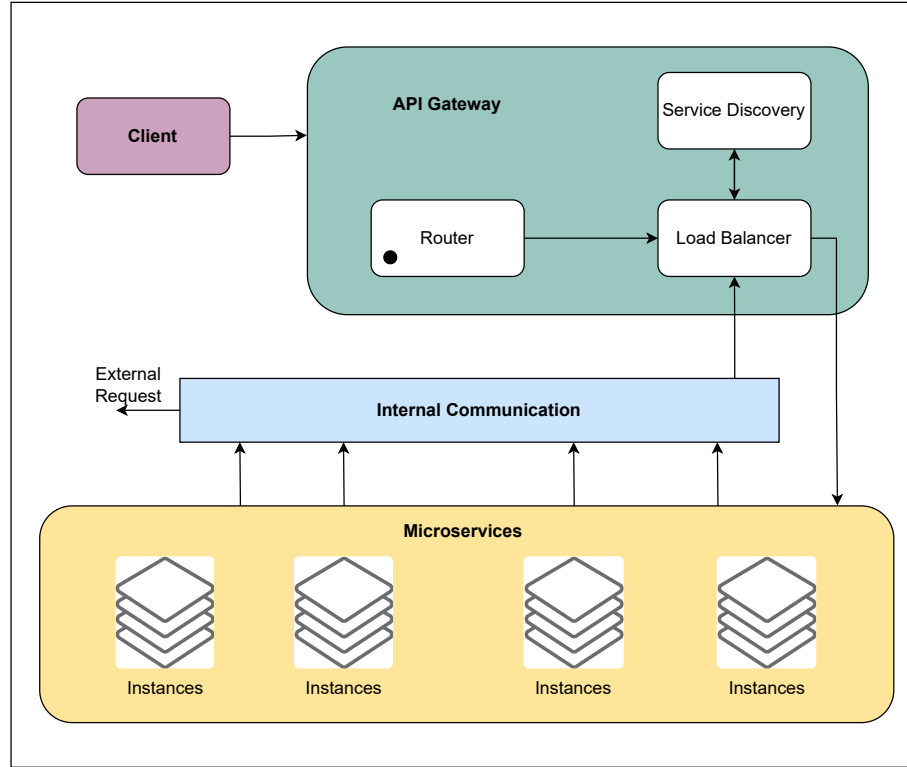 API Gateway
Service Discovery
Client
Router
Load Balancer
External
Request
Internal Communication
Microservices
Instances
Instances
Instances
Instances